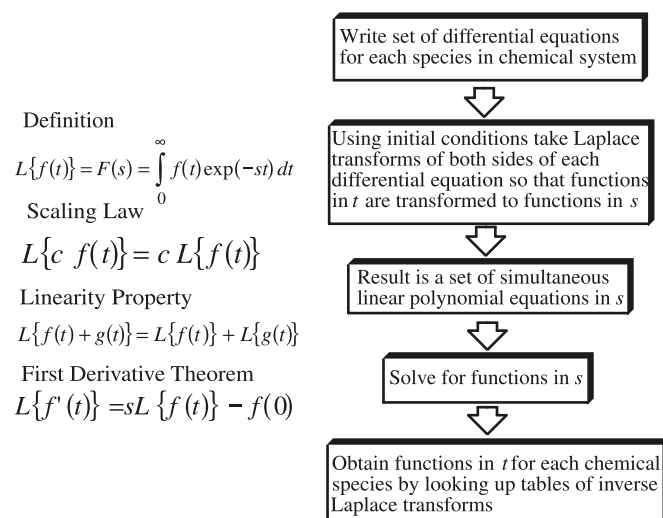 Definition
L{f(t)} = F(s) = ∫₀^∞ f(t) exp(−st) dt
Scaling Law
L{c f(t)} = c L{f(t)}
Linearity Property
L{f(t) + g(t)} = L{f(t)} + L{g(t)}
First Derivative Theorem
L{f'(t)} =sL {f(t)} − f(0)
Write set of differential equations
for each species in chemical system
Using initial conditions take Laplace
transforms of both sides of each
differential equation so that functions
in t are transformed to functions in s
Result is a set of simultaneous
linear polynomial equations in s
Solve for functions in s
Obtain functions in t for each chemical
species by looking up tables of inverse
Laplace transforms